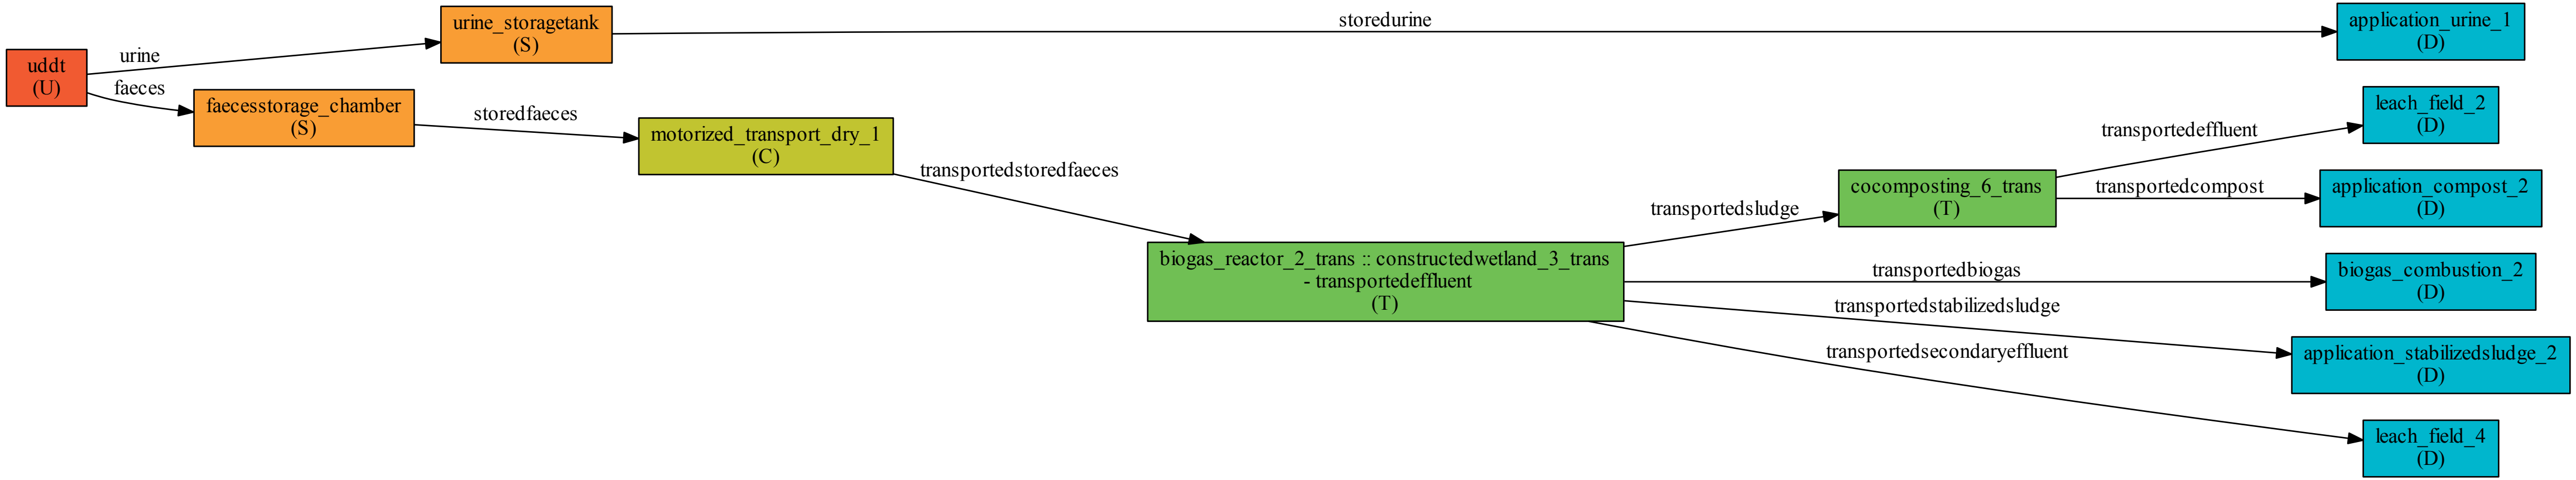 uddt
(U)
urine
faeces
urine_storagetank
(S)
faecesstorage_chamber
(S)
storedurine
storedfaeces
motorized_transport_dry_1
(C)
transportedstoredfaeces
biogas_reactor_2_trans :: constructedwetland_3_trans
- transportedeffluent
(T)
transportedsludge
transportedbiogas
transportedstabilizedsludge
transportedsecondaryeffluent
cocomposting_6_trans
(T)
transportedeffluent
transportedcompost
application_urine_1
(D)
leach_field_2
(D)
application_compost_2
(D)
biogas_combustion_2
(D)
application_stabilizedsludge_2
(D)
leach_field_4
(D)